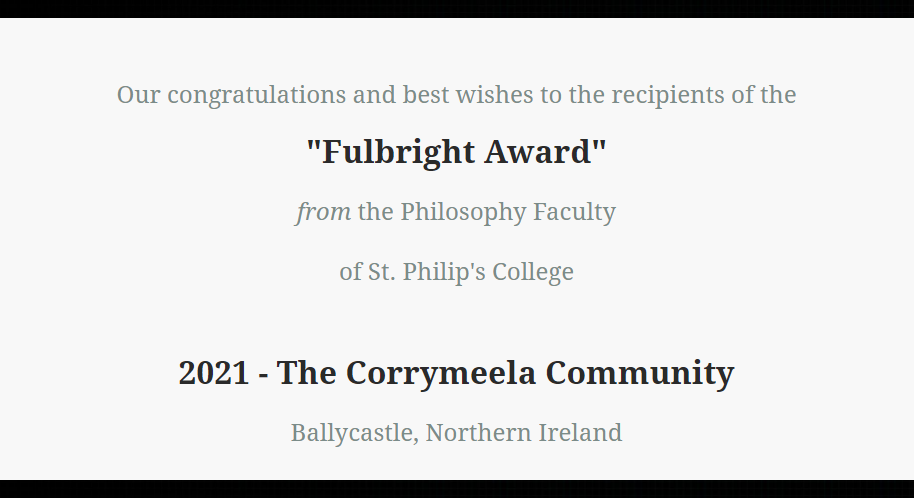 Our congratulations and best wishes to the recipients of the
"Fulbright Award"
from the Philosophy Faculty
of St. Philip's College
2021 - The Corrymeela Community
Ballycastle, Northern Ireland